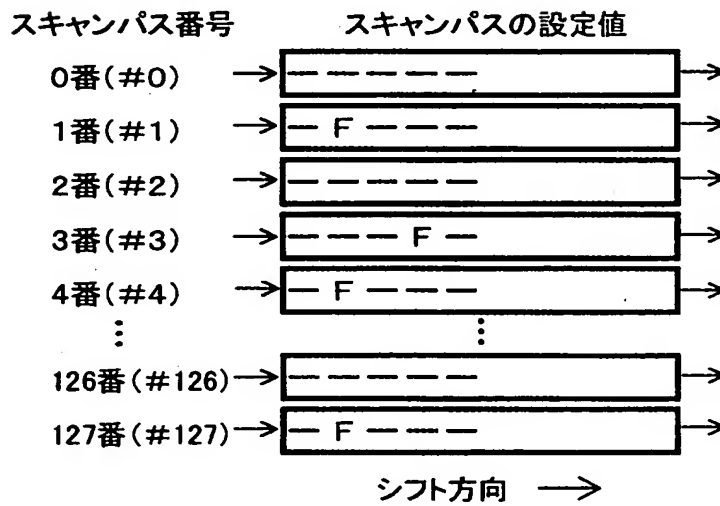 スキャンパス番号 スキャンパスの設定値
0番(#0) → ― ― ― ― ― →
1番(#1) → ― F ― ― ― →
2番(#2) → ― ― ― ― ― →
3番(#3) → ― ― ― F ― →
4番(#4) → ― F ― ― ― →
⋮ ⋮
126番(#126) → ― ― ― ― ― →
127番(#127) → ― F ― ― ― →
シフト方向 →